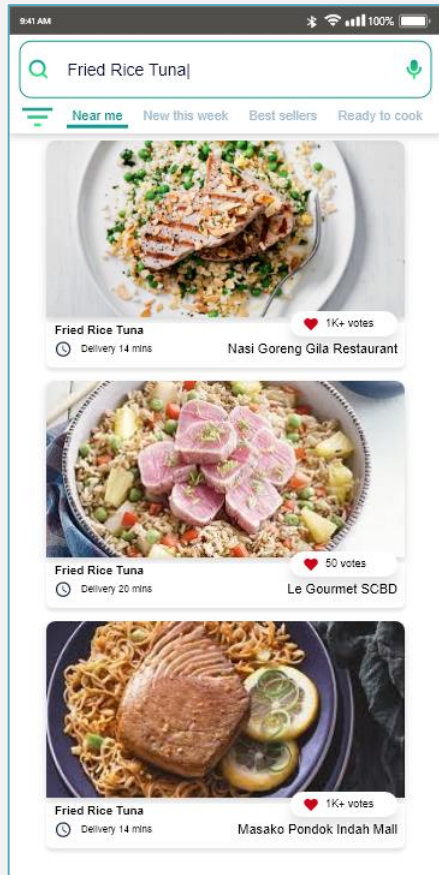 9:41 AM 100%
Fried Rice Tuna
Near me New this week Best sellers Ready to cook
1K+ votes
Fried Rice Tuna
Delivery 14 mins Nasi Goreng Gila Restaurant
50 votes
Fried Rice Tuna
Delivery 20 mins Le Gourmet SCBD
1K+ votes
Fried Rice Tuna
Delivery 14 mins Masako Pondok Indah Mall